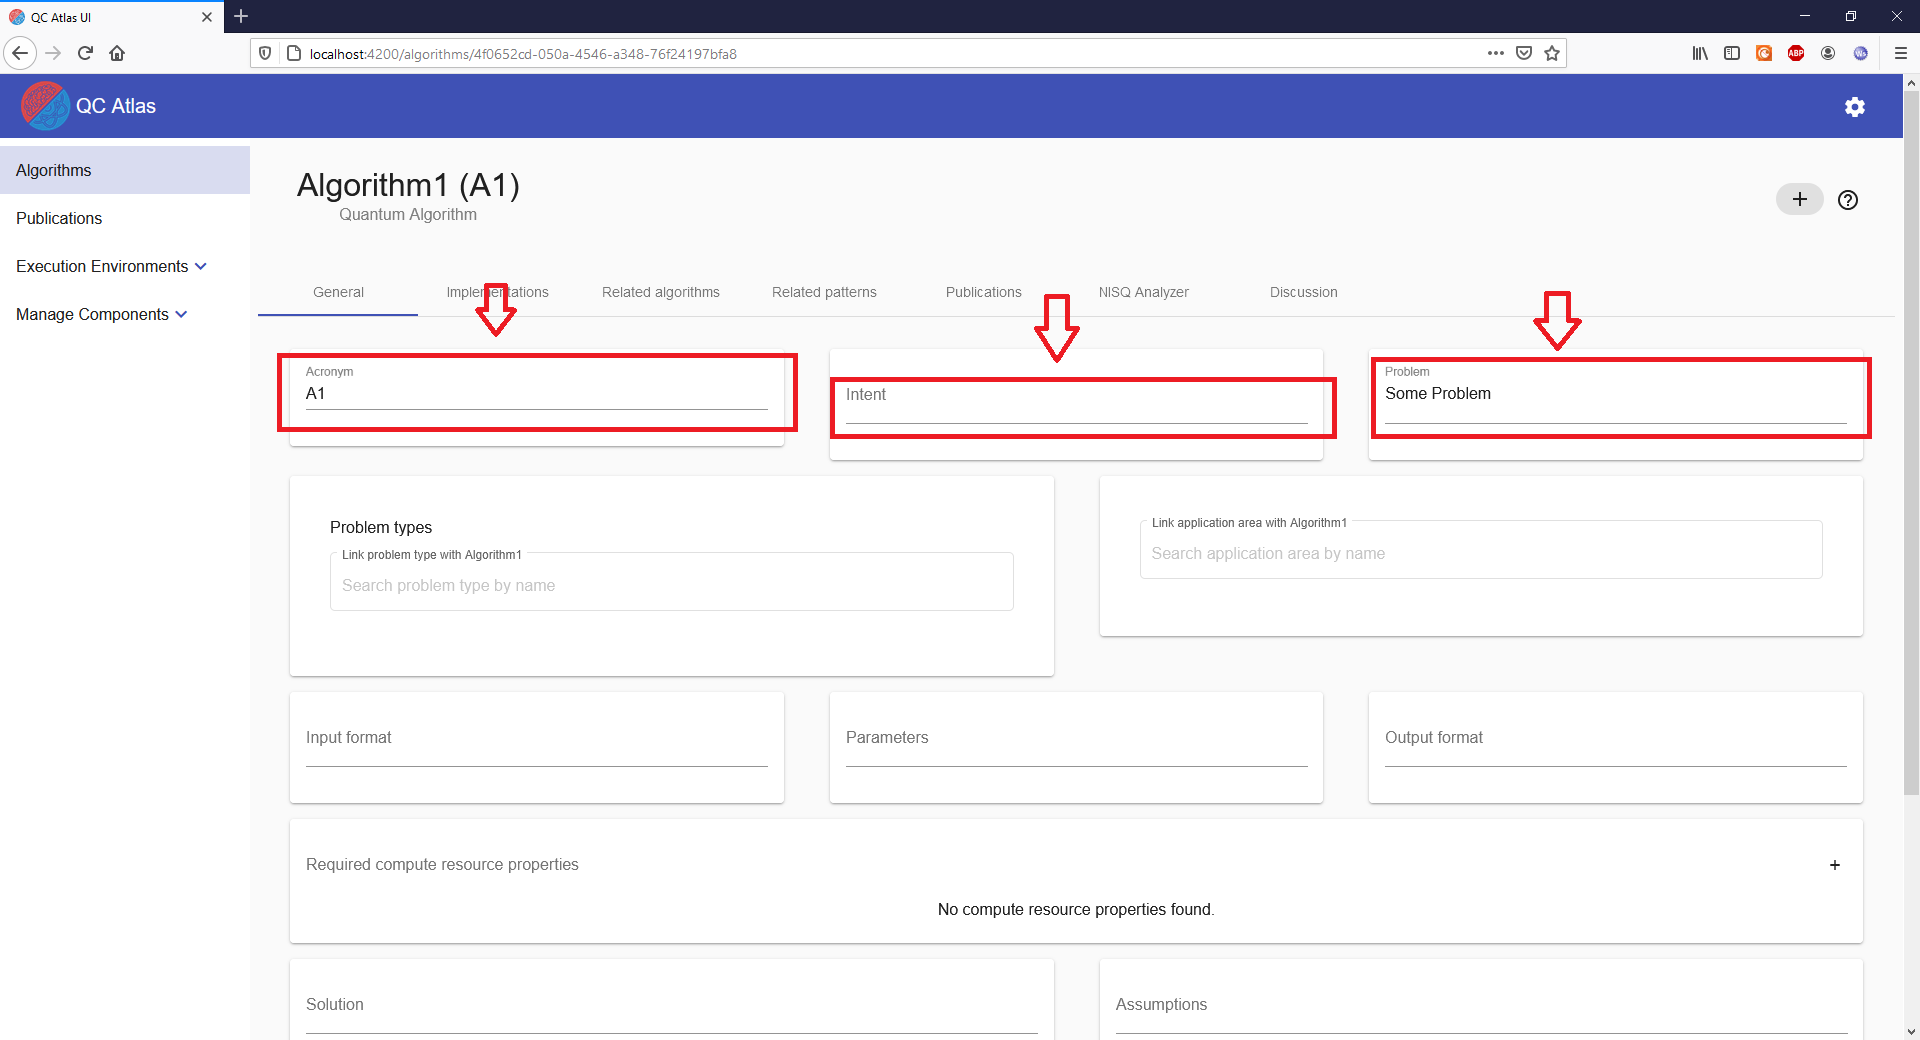 QC Atlas UI
localhost:4200/algorithms/4f0652cd-050a-4546-a348-76f24197bfa8
ABP
QC Atlas
Algorithms
Publications
Execution Environments
Manage Components
Algorithm1 (A1)
Quantum Algorithm
General Implementations Related algorithms Related patterns Publications NISQ Analyzer Discussion
Acronym
A1
Intent
Problem
Some Problem
Problem types
Link problem type with Algorithm1
Search problem type by name
Link application area with Algorithm1
Search application area by name
Input format
Parameters
Output format
Required compute resource properties
No compute resource properties found.
Solution
Assumptions